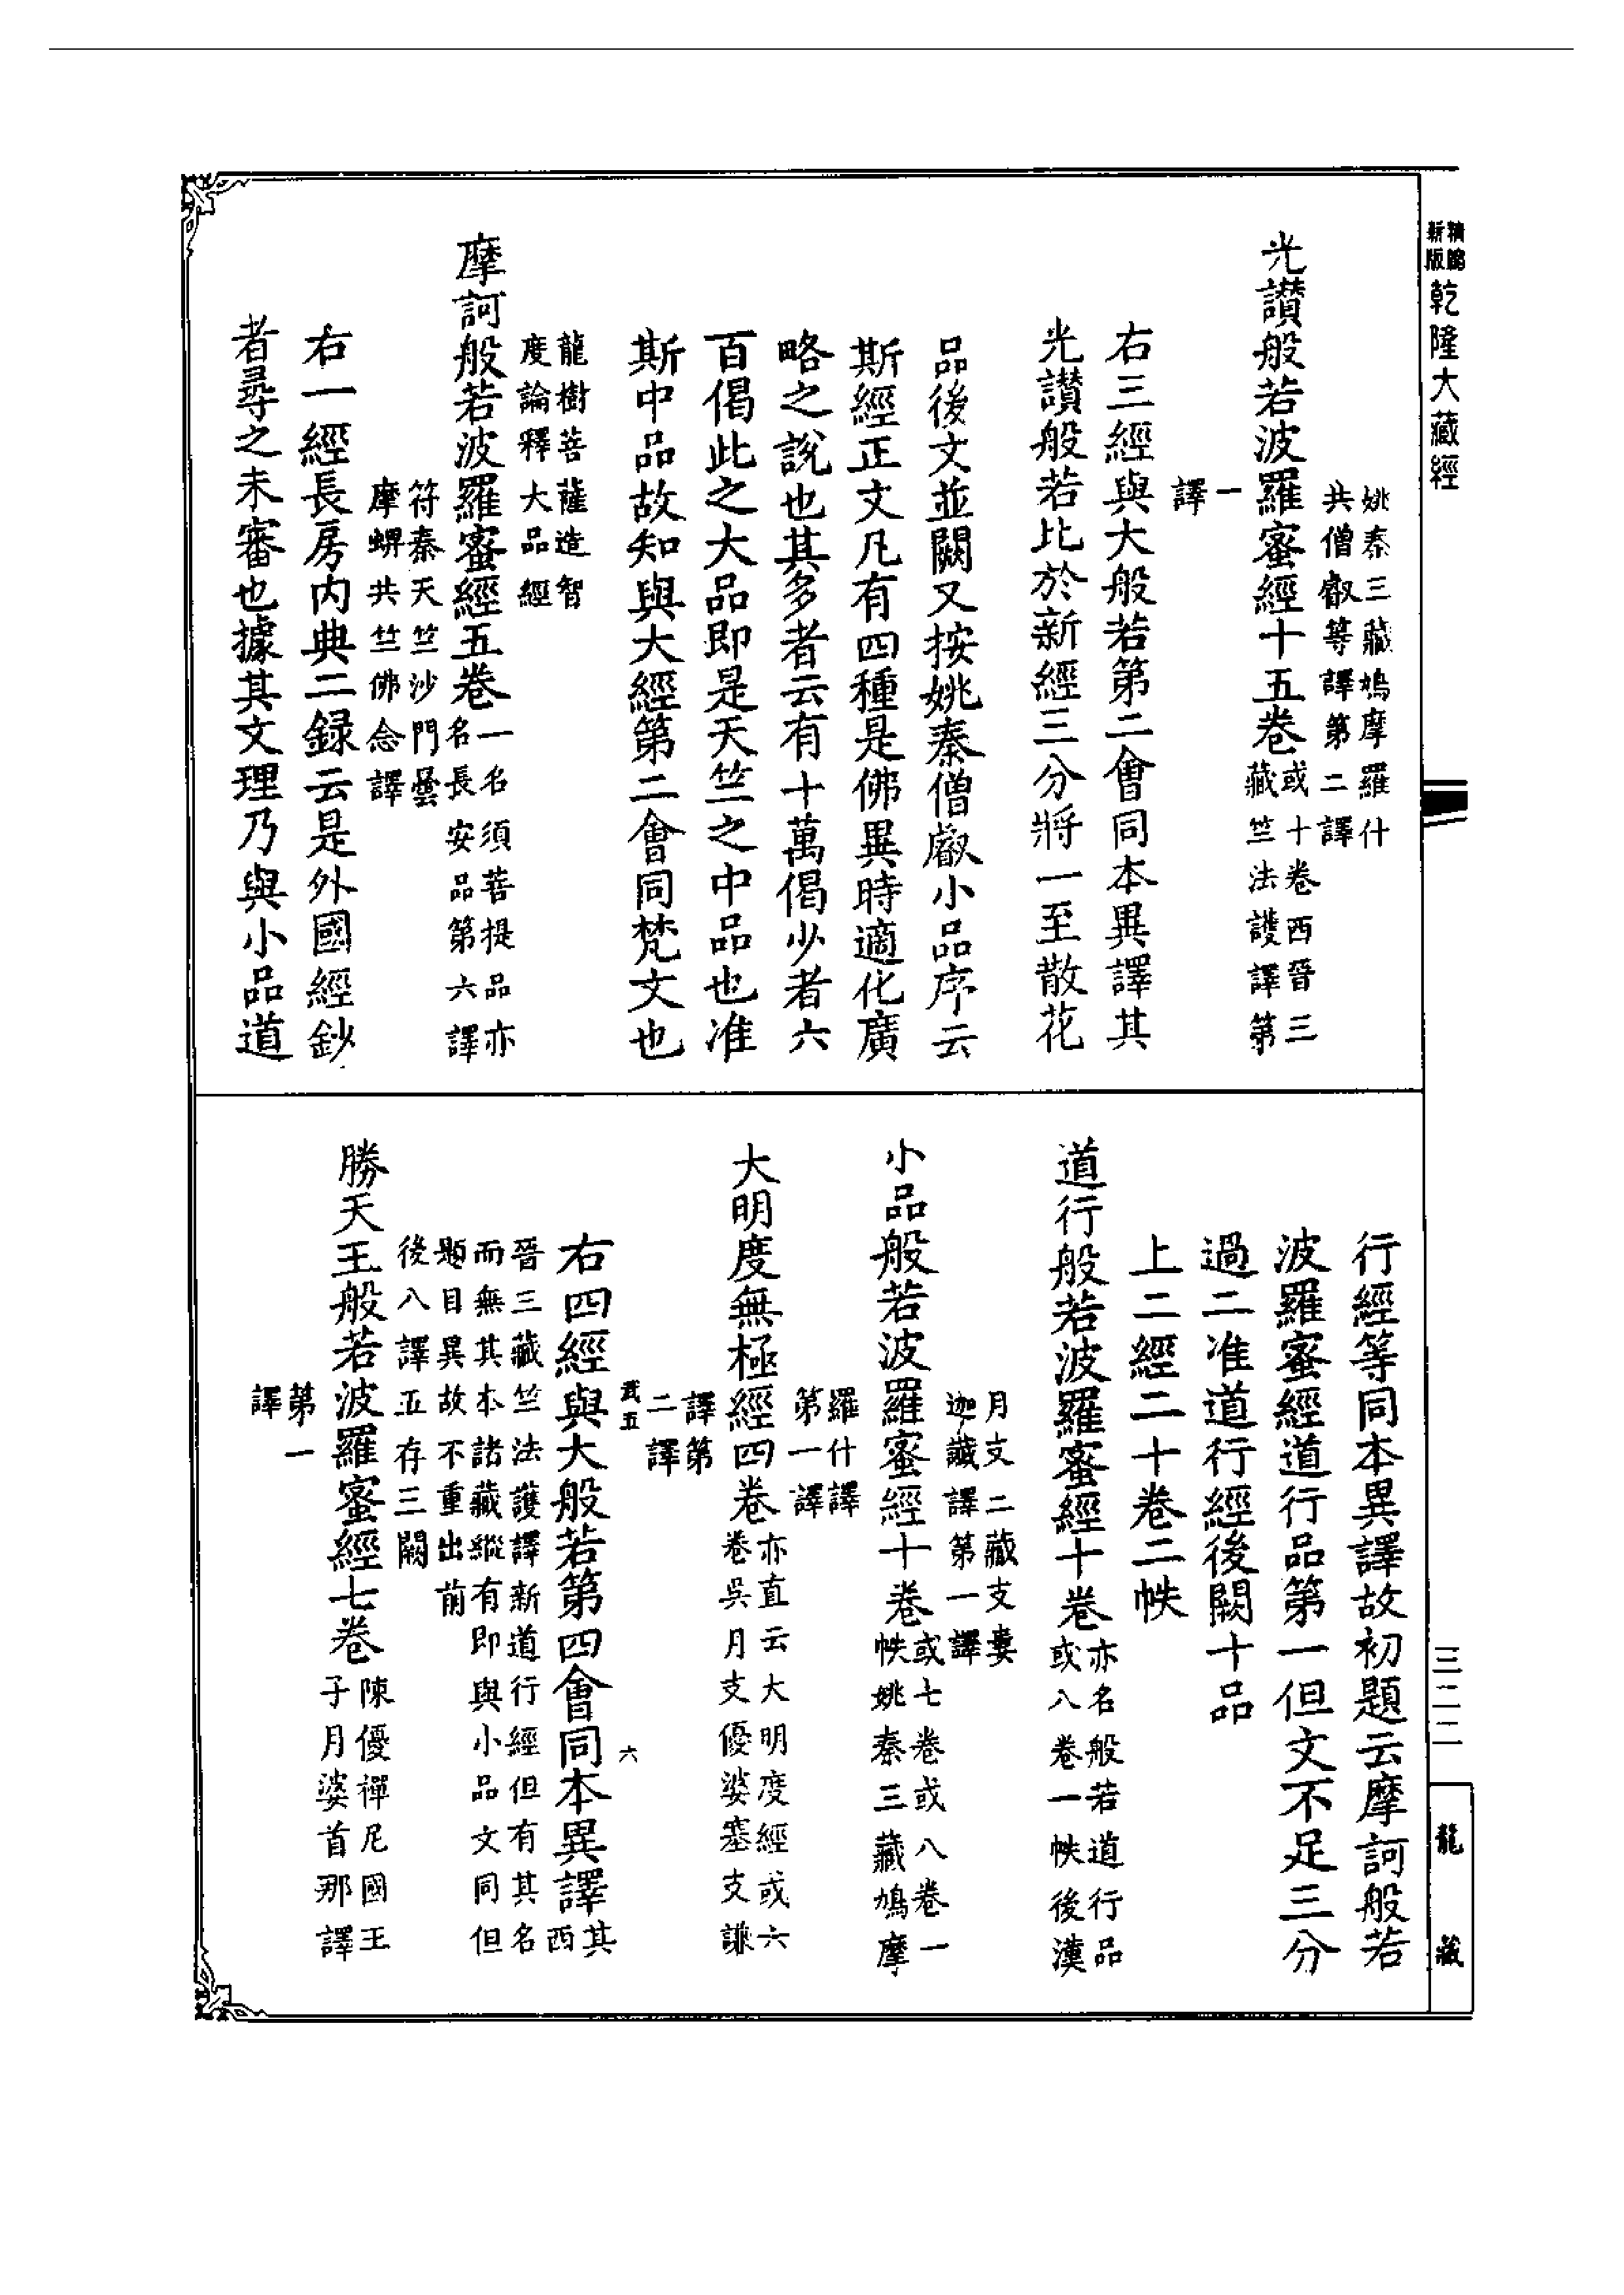 精鐫新版乾隆大藏經
姚秦三藏鳩摩羅什
共僧叡等譯第二譯
光讚般若波羅蜜經十五卷
或十卷西晉三
藏竺法護譯第
一
譯
右三經與大般若第二會同本異譯其
光讚般若比於新經三分將一至散花
品後文並闕又按姚秦僧叡小品序云
斯經正文凡有四種是佛異時適化廣
略之說也其多者云有十萬偈少者六
百偈此之大品即是天竺之中品也准
斯中品故知與大經第二會同梵文也
龍樹菩薩造智
度論釋大品經
摩訶般若波羅蜜經五卷
一名須菩提品亦
名長安品第六譯
符秦天竺沙門曇
摩蜱共竺佛念譯
右一經長房內典二録云是外國經鈔
者尋之未審也據其文理乃與小品道
行經等同本異譯故初題云摩訶般若
波羅蜜經道行品第一但文不足三分
過二准道行經後闕十品
上二經二十卷二帙
道行般若波羅蜜經十卷
亦名般若道行品
或八卷一帙後漢
月支二藏支婁
迦讖譯第一譯
小品般若波羅蜜經十卷
或七卷或八卷一
帙姚秦三藏鳩摩
羅什譯
第一譯
大明度無極經四卷
亦直云大明度經或六
卷吳月支優婆塞支謙
譯第
二譯
武五
六
右四經與大般若第四會同本異譯
其
西
晉三藏竺法護譯新道行經但有其名
而無其本諸藏縱有即與小品文同但
題目異故不重出前
後八譯五存三闕
勝天王般若波羅蜜經七卷
陳優禪尼國王
子月婆首那譯
第一
譯
三二二
龍藏